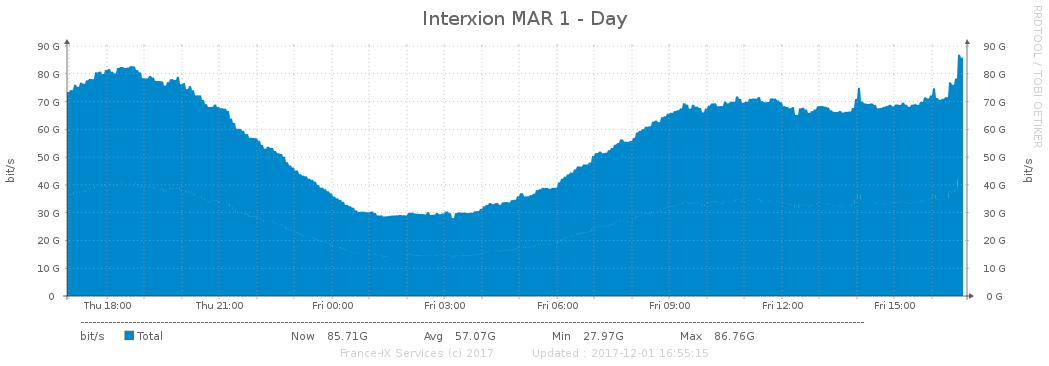 Interxion MAR 1 - Day
RRDTOOL / TOBI OETIKER
90 G 90 G
80 G 80 G
70 G 70 G
60 G 60 G
50 G 50 G
40 G 40 G
30 G 30 G
20 G 20 G
10 G 10 G
0 0 G
bit/s bit/s
Thu 18:00 Thu 21:00 Fri 00:00 Fri 03:00 Fri 06:00 Fri 09:00 Fri 12:00 Fri 15:00
bit/s Total Now 85.71G Avg 57.07G Min 27.97G Max 86.76G
France-IX Services (c) 2017 Updated : 2017-12-01 16:55:15